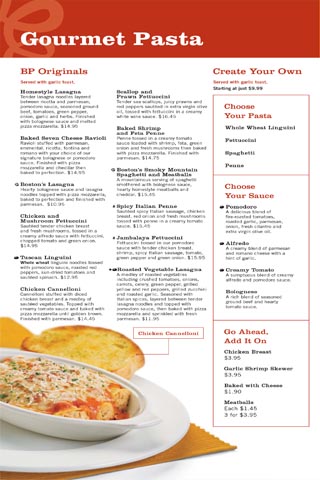 Gourmet Pasta
BP Originals
Served with garlic toast.
Homestyle Lasagna
Tender lasagna noodles layered
between ricotta and parmesan,
pomodoro sauce, seasoned ground
beef, tomatoes, green pepper,
onion, garlic and herbs. Finished
with bolognese sauce and melted
pizza mozzarella. $14.95
Baked Seven Cheese Ravioli
Ravioli stuffed with parmesan,
emmental, ricotta, fontina and
romano with your choice of our
signature bolognese or pomodoro
sauce. Finished with pizza
mozzarella and cheddar then
baked to perfection. $14.95
Boston's Lasagna
Hearty bolognese sauce and lasagna
noodles topped with pizza mozzarella,
baked to perfection and finished with
parmesan. $10.95
Chicken and
Mushroom Fettuccini
Sautéed tender chicken breast
and fresh mushrooms, tossed in a
creamy alfredo sauce with fettuccini,
chopped tomato and green onion.
$14.95
Tuscan Linguini
Whole wheat linguini noodles tossed
with pomodoro sauce, roasted red
peppers, sun-dried tomatoes and
sautéed spinach. $12.95
Chicken Cannelloni
Cannelloni stuffed with diced
chicken breast and a medley of
sautéed vegetables. Topped with
creamy tomato sauce and baked with
pizza mozzarella until golden brown.
Finished with parmesan.
Scallop and
Prawn Fettuccini
Tender sea scallops, juicy prawns and
red peppers sautéed in extra virgin olive
oil, tossed with fettuccini in a creamy
white wine sauce. $16.45
Baked Shrimp
and Feta Penne
Penne tossed in a creamy tomato
sauce loaded with shrimp, feta, green
onion and fresh mushrooms then baked
with pizza mozzarella. Finished with
parmesan. $14.75
Boston's Smoky Mountain
Spaghetti and Meatballs
A mountainous serving of spaghetti
smothered with bolognese sauce,
hearty homestyle meatballs and
cheddar. $13.45
Spicy Italian Penne
Sautéed spicy Italian sausage, chicken
breast, red onion and fresh mushrooms
tossed with penne in a creamy tomato
sauce. $15.45
Jambalaya Fettuccini
Fettuccini tossed in our pomodoro
sauce with tender chicken breast,
shrimp, spicy Italian sausage, tomato,
green pepper and green onion. $15.95
Roasted Vegetable Lasagna
A medley of roasted vegetables
including crushed tomatoes, onions,
carrots, celery, green pepper, grilled
yellow and red peppers, grilled zucchini
and roasted garlic. Seasoned with
Italian spices, layered between tender
lasagna noodles and topped with
pomodoro sauce, then baked with pizza
mozzarella and sprinkled with fresh
parmesan. $11.95
Chicken Cannelloni
Create Your Own
Served with garlic toast.
Starting at just $9.99
Choose
Your Pasta
Whole Wheat Linguini
Fettuccini
Spaghetti
Penne
Choose
Your Sauce
Pomodoro
A delicious blend of
fire-roasted tomatoes,
roasted garlic, parmesan,
onion, fresh cilantro and
extra virgin olive oil.
Alfredo
A creamy blend of parmesan
and romano cheese with a
hint of garlic.
Creamy Tomato
A sumptuous blend of creamy
alfredo and pomodoro sauce.
Bolognese
A rich blend of seasoned
ground beef and hearty
tomato sauce.
Go Ahead,
Add It On
Chicken Breast
$3.95
Garlic Shrimp Skewer
$3.95
Baked with Cheese
$1.90
Meatballs
Each $1.45
3 for $3.95